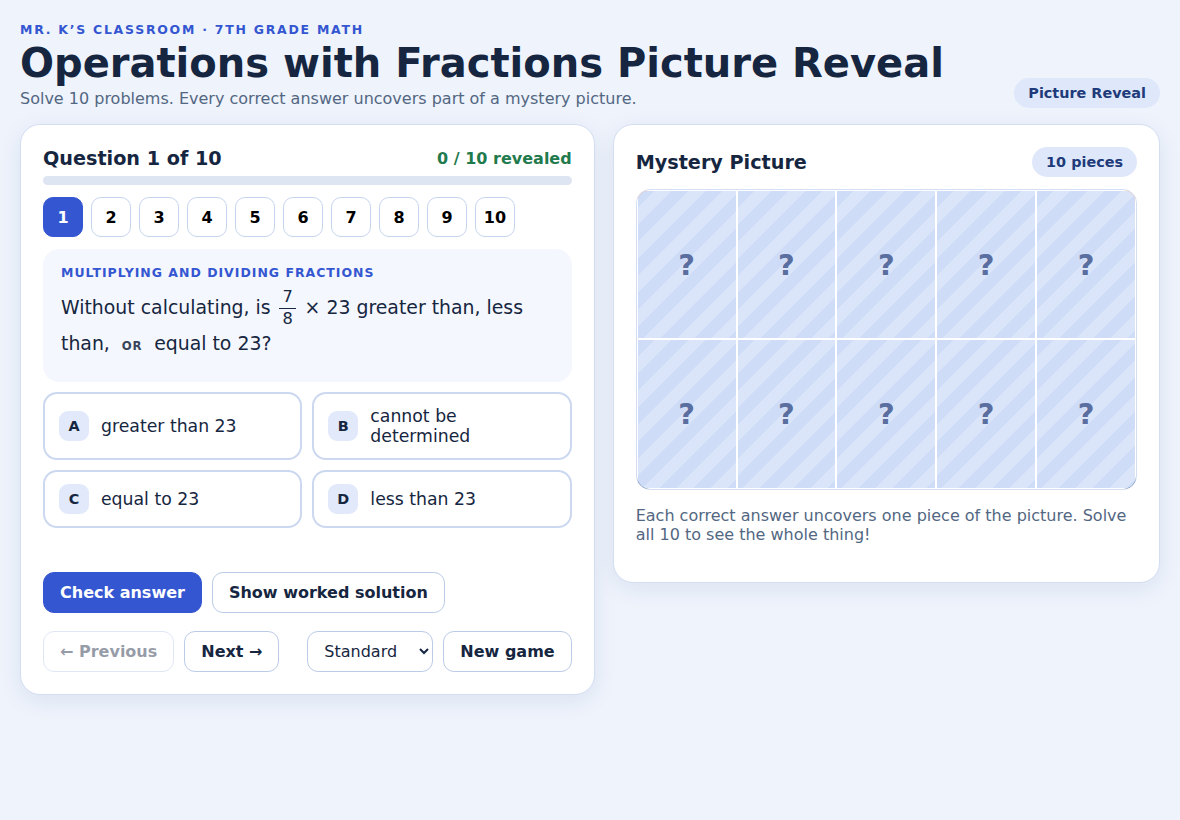 MR. K’S CLASSROOM · 7TH GRADE MATH
Operations with Fractions Picture Reveal
Solve 10 problems. Every correct answer uncovers part of a mystery picture.
Picture Reveal
Question 1 of 10
0 / 10 revealed
1 2 3 4 5 6 7 8 9 10
MULTIPLYING AND DIVIDING FRACTIONS
Without calculating, is 7/8 × 23 greater than, less
than, OR equal to 23?
A greater than 23
B cannot be
determined
C equal to 23
D less than 23
Check answer
Show worked solution
← Previous
Next →
Standard
New game
Mystery Picture
10 pieces
? ? ? ? ?
? ? ? ? ?
Each correct answer uncovers one piece of the picture. Solve
all 10 to see the whole thing!